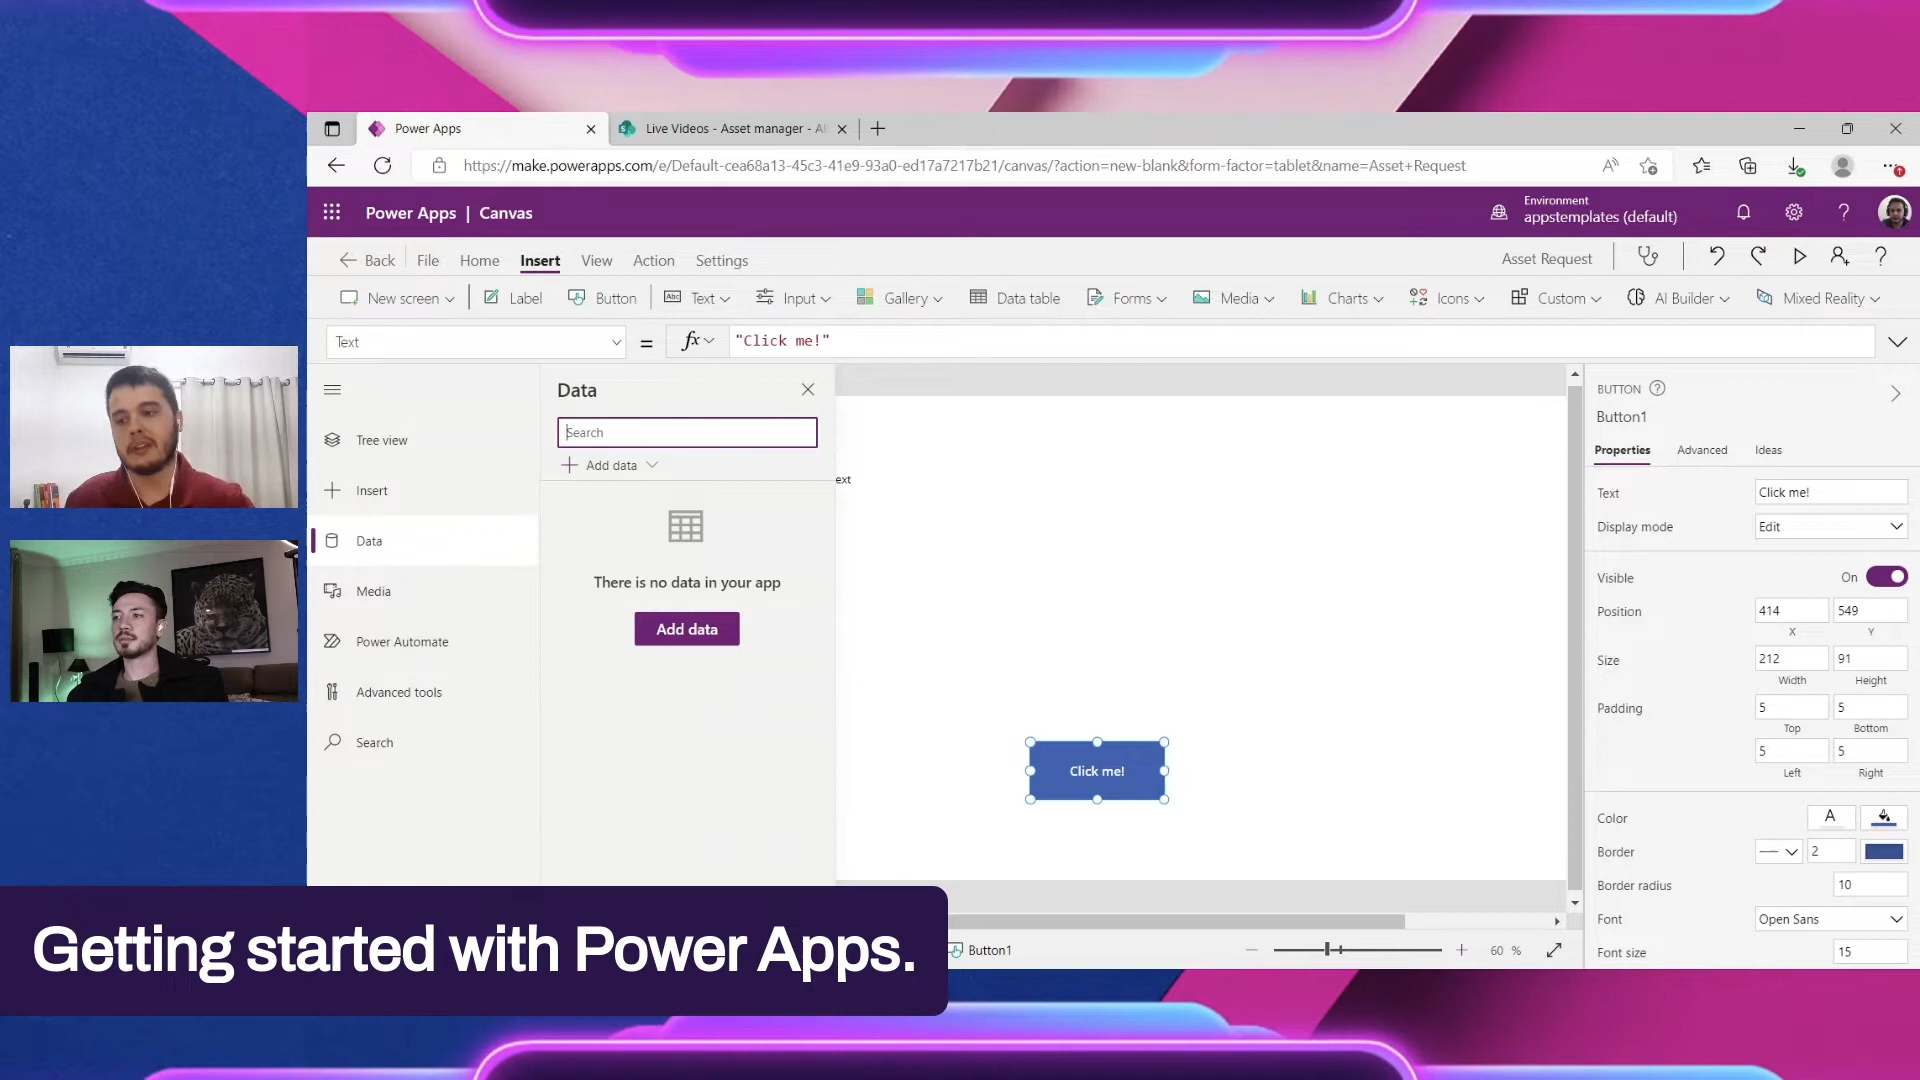 Power Apps
Live Videos - Asset manager - Al
https://make.powerapps.com/e/Default-cea68a13-45c3-41e9-93a0-ed17a7217b21/canvas/?action=new-blank&form-factor=tablet&name=Asset+Request
Power Apps | Canvas
Environment
appstemplates (default)
Back File Home Insert View Action Settings
Asset Request
New screen Label Button Text Input Gallery Data table Forms Media Charts Icons Custom AI Builder Mixed Reality
Text = fx "Click me!"
Tree view
Insert
Data
Media
Power Automate
Advanced tools
Search
Data
Search
Add data
There is no data in your app
Add data
ext
Click me!
BUTTON
Button1
Properties Advanced Ideas
Text Click me!
Display mode Edit
Visible On
Position 414 549
X Y
Size 212 91
Width Height
Padding 5 5
Top Bottom
5 5
Left Right
Color A
Border 2
Border radius 10
Font Open Sans
Font size 15
Button1
60 %
Getting started with Power Apps.